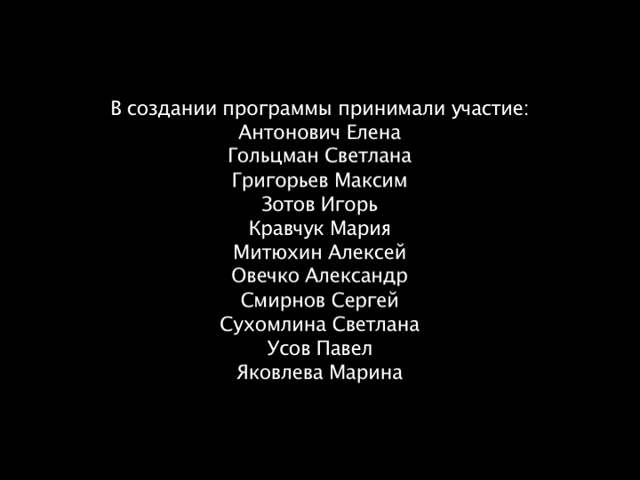 В создании программы принимали участие:
Антонович Елена
Гольцман Светлана
Григорьев Максим
Зотов Игорь
Кравчук Мария
Митюхин Алексей
Овечко Александр
Смирнов Сергей
Сухомлина Светлана
Усов Павел
Яковлева Марина